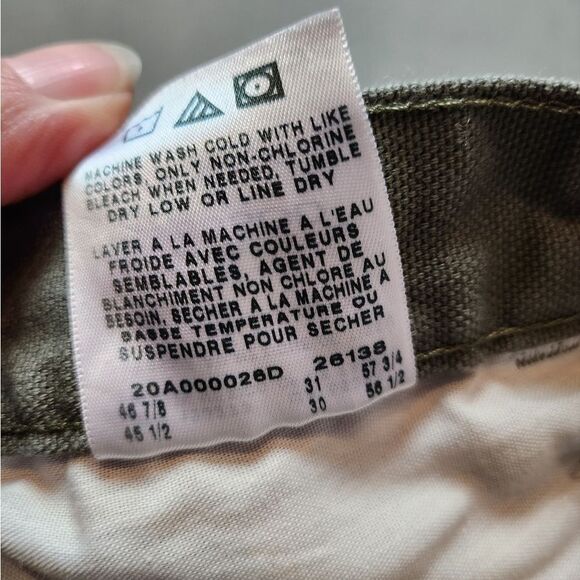 MACHINE WASH COLD WITH LIKE
COLORS, ONLY NON-CHLORINE
BLEACH WHEN NEEDED, TUMBLE
DRY LOW OR LINE DRY
LAVER A LA MACHINE A L'EAU
FROIDE AVEC COULEURS
SEMBLABLES, AGENT DE
BLANCHIMENT NON CHLORE AU
BESOIN, SECHER A LA MACHINE A
BASSE TEMPERATURE OU
SUSPENDRE POUR SECHER
20A000026D 26138
46 7/8 31 57 3/4
45 1/2 30 56 1/2